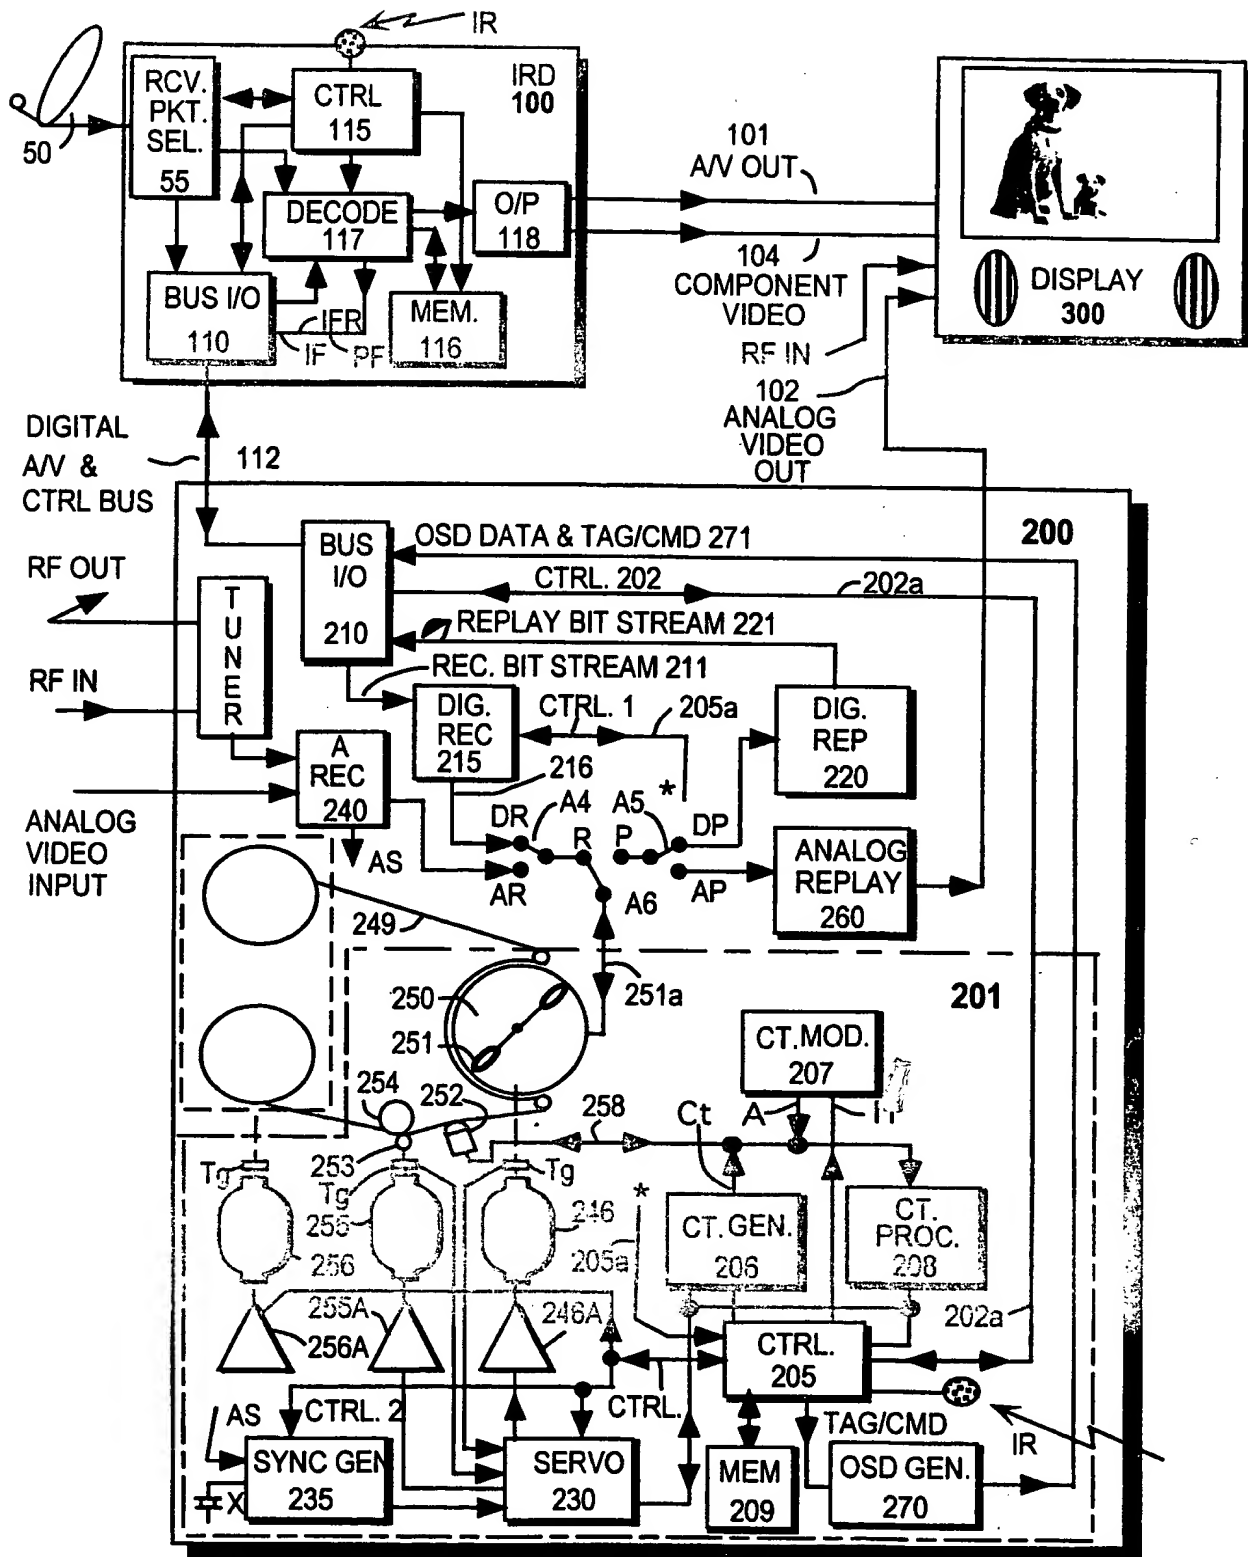 IR
RCV.
PKT.
SEL.
55
CTRL
115
IRD
100
50
DECODE
117
O/P
118
BUS I/O
110
IFR
IF
PF
MEM.
116
101
A/V OUT
104
COMPONENT
VIDEO
RF IN
102
ANALOG
VIDEO
OUT
DISPLAY
300
DIGITAL
A/V &
CTRL BUS
112
200
BUS
I/O
210
OSD DATA & TAG/CMD 271
CTRL. 202
202a
REPLAY BIT STREAM 221
REC. BIT STREAM 211
RF OUT
RF IN
TUNER
DIG.
REC
215
CTRL. 1
205a
*
216
DIG.
REP
220
A
REC
240
AS
ANALOG
VIDEO
INPUT
DR
A4
R
P
A5
DP
AR
A6
AP
ANALOG
REPLAY
260
249
250
251
251a
201
CT.MOD.
207
254
252
258
Ct
A
253
Tg
Tg
Tg
255
256
246
*
205a
CT.GEN.
206
CT.
PROC.
208
255A
256A
246A
202a
CTRL.
205
AS
CTRL. 2
CTRL.
TAG/CMD
IR
SYNC GEN
235
X
SERVO
230
MEM
209
OSD GEN.
270